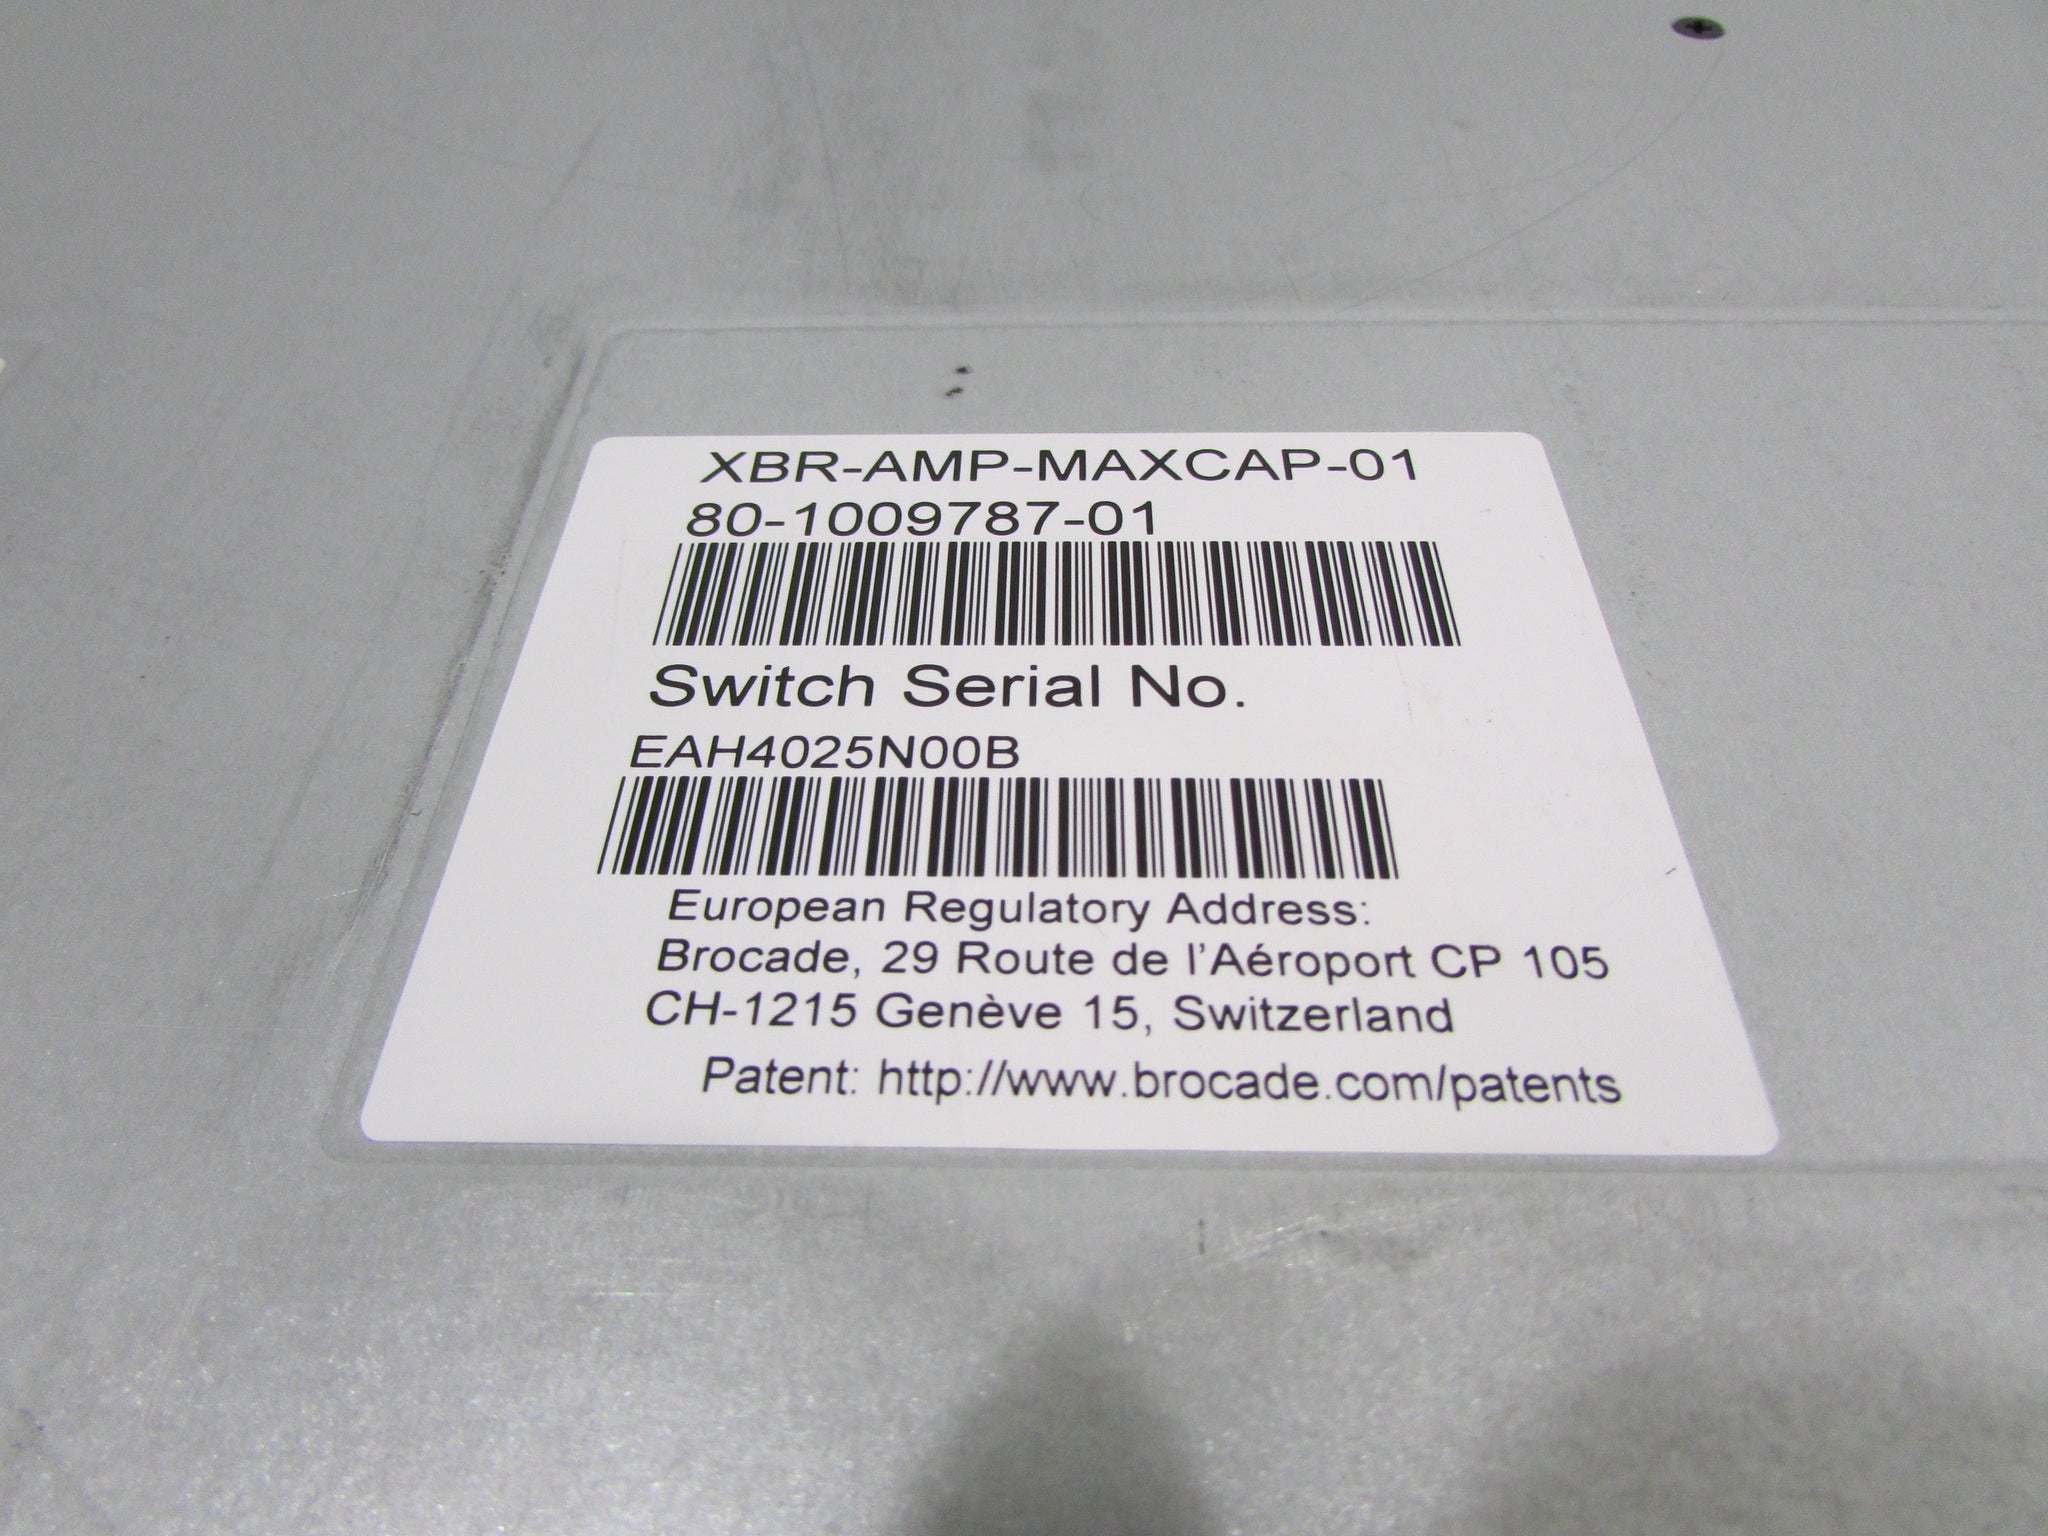 XBR-AMP-MAXCAP-01
80-1009787-01
Switch Serial No.
EAH4025N00B
European Regulatory Address:
Brocade, 29 Route de l'Aéroport CP 105
CH-1215 Genève 15, Switzerland
Patent: http://www.brocade.com/patents